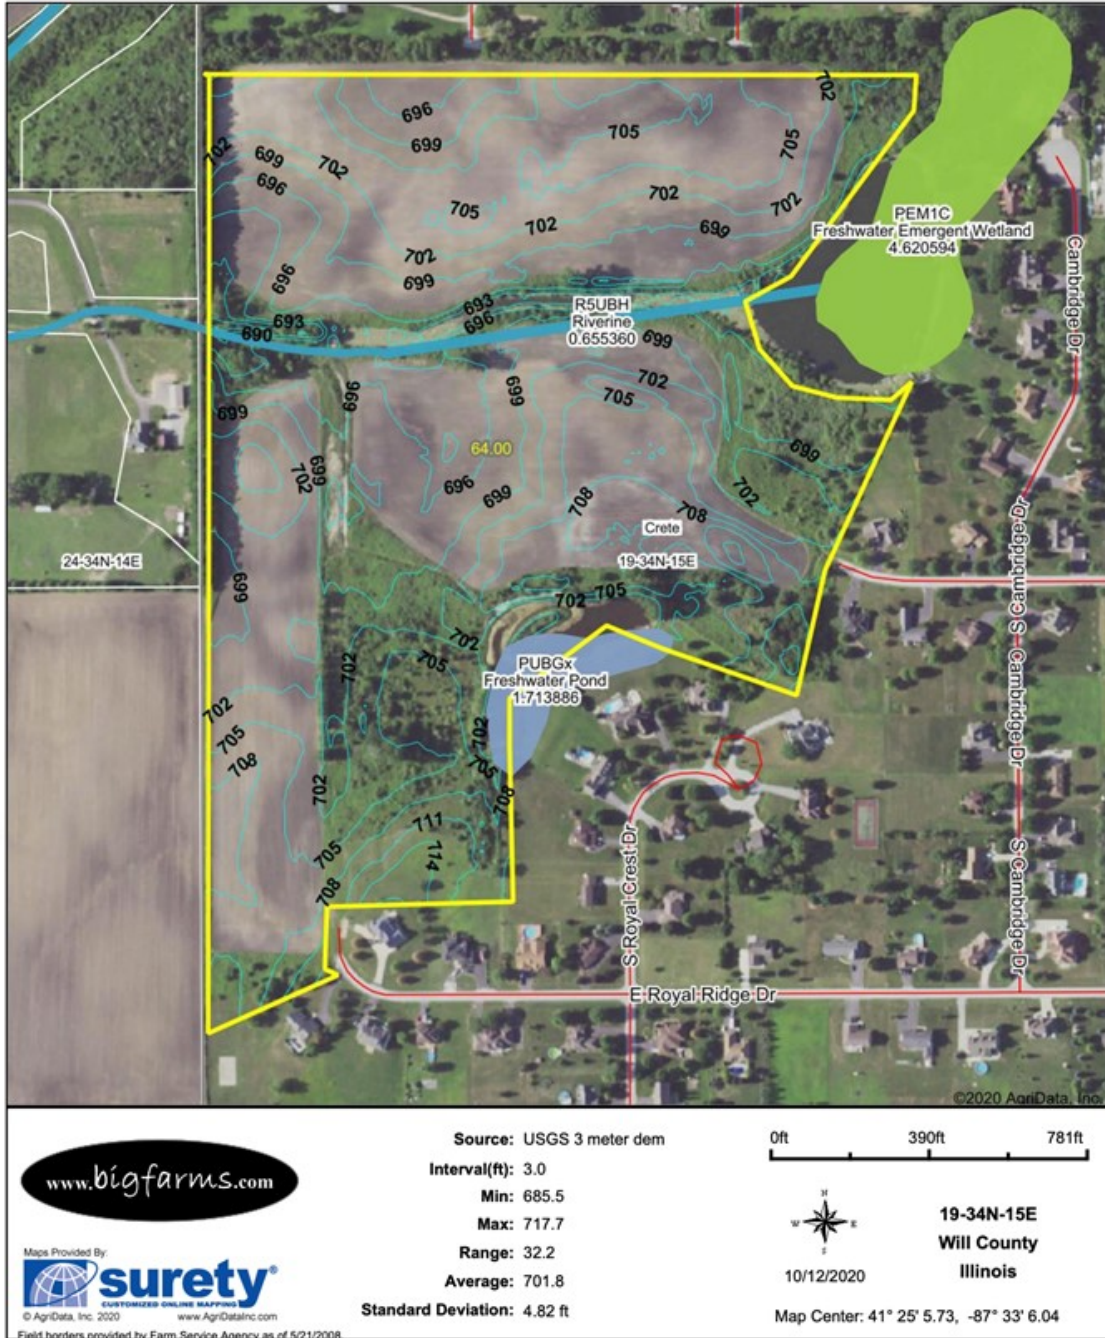 702
696
699
705
705
702
699
702
696
705
702
702
702
702
699
699
PEM1C
Freshwater Emergent Wetland
4.620594
Cambridge Dr
696
693
693
696
690
R5UBH
Riverine
0.655360
699
702
705
699
696
699
64.00
699
702
699
696
699
708
708
702
Crete
24-34N-14E
19-34N-15E
S Cambridge Dr
S Cambridge Dr
699
702
705
702
702
705
PUBGx
Freshwater Pond
1.713886
702
705
708
702
705
708
702
708
711
714
705
708
S Royal Crest Dr
S Cambridge Dr
E Royal Ridge Dr
©2020 AgriData, Inc.
www.bigfarms.com
Maps Provided By:
surety®
CUSTOMIZED ONLINE MAPPING
© AgriData, Inc. 2020 www.AgriDataInc.com
Field borders provided by Farm Service Agency as of 5/21/2008.
Source: USGS 3 meter dem
Interval(ft): 3.0
Min: 685.5
Max: 717.7
Range: 32.2
Average: 701.8
Standard Deviation: 4.82 ft
0ft 390ft 781ft
N
W E
S
10/12/2020
19-34N-15E
Will County
Illinois
Map Center: 41° 25' 5.73, -87° 33' 6.04